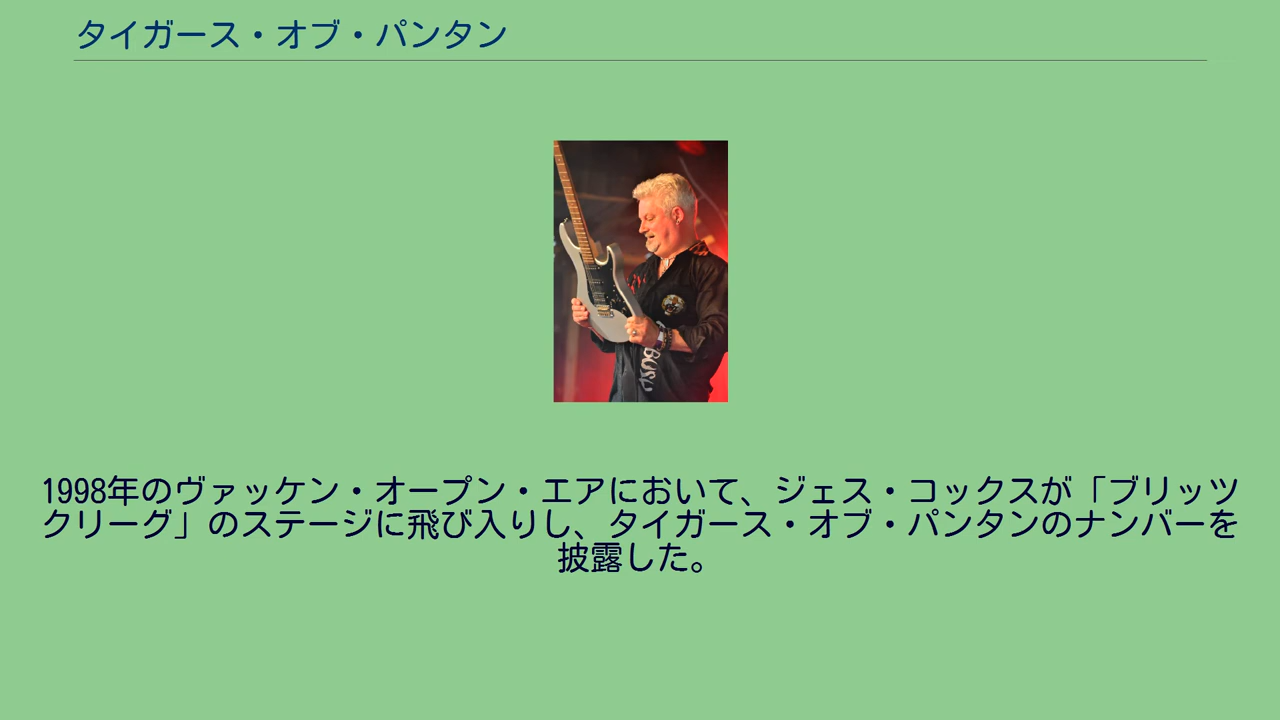 タイガース・オブ・パンタン
1998年のヴァッケン・オープン・エアにおいて、ジェス・コックスが「ブリッツ
クリーグ」のステージに飛び入りし、タイガース・オブ・パンタンのナンバーを
披露した。